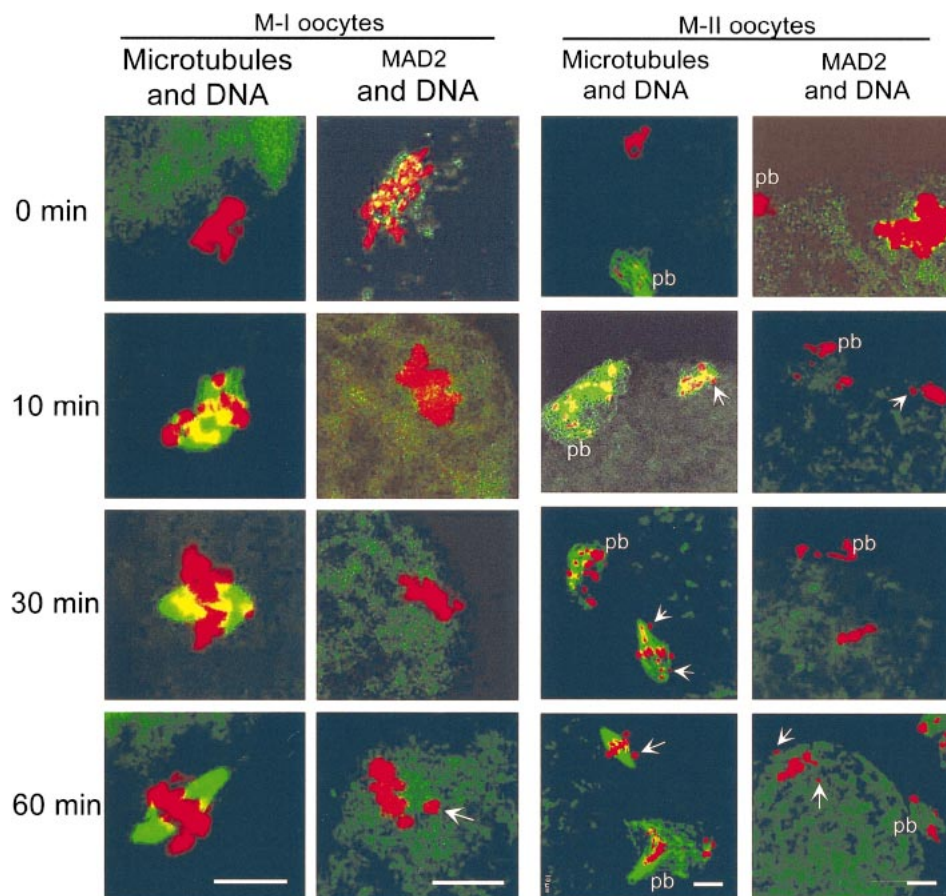 M-I oocytes
M-II oocytes
Microtubules
and DNA
MAD2
and DNA
Microtubules
and DNA
MAD2
and DNA
0 min
pb
pb
10 min
pb
pb
30 min
pb
pb
60 min
pb
pb